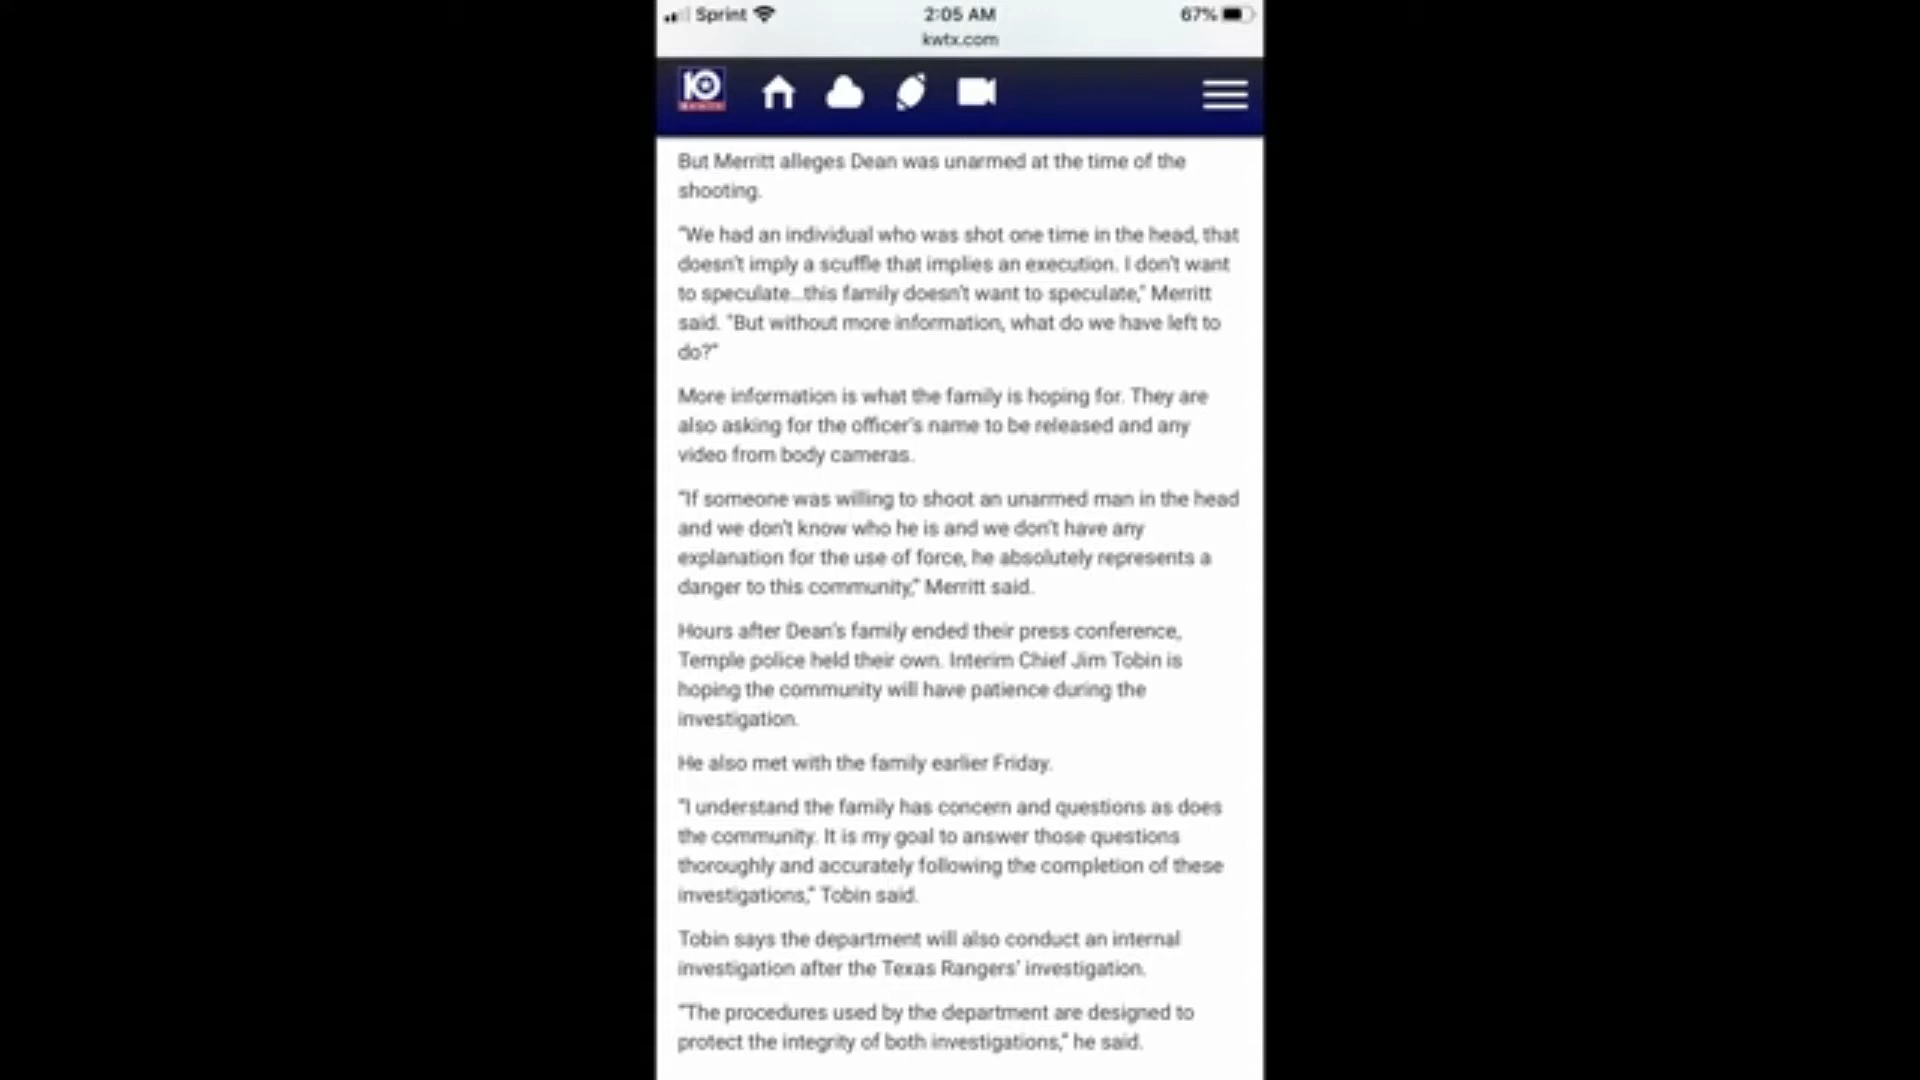 Sprint 2:05 AM 67%
kwtx.com
10
But Merritt alleges Dean was unarmed at the time of the
shooting.
"We had an individual who was shot one time in the head, that
doesn't imply a scuffle that implies an execution. I don't want
to speculate...this family doesn't want to speculate," Merritt
said. "But without more information, what do we have left to
do?"
More information is what the family is hoping for. They are
also asking for the officer's name to be released and any
video from body cameras.
"If someone was willing to shoot an unarmed man in the head
and we don't know who he is and we don't have any
explanation for the use of force, he absolutely represents a
danger to this community," Merritt said.
Hours after Dean's family ended their press conference,
Temple police held their own. Interim Chief Jim Tobin is
hoping the community will have patience during the
investigation.
He also met with the family earlier Friday.
"I understand the family has concern and questions as does
the community. It is my goal to answer those questions
thoroughly and accurately following the completion of these
investigations," Tobin said.
Tobin says the department will also conduct an internal
investigation after the Texas Rangers' investigation.
"The procedures used by the department are designed to
protect the integrity of both investigations," he said.